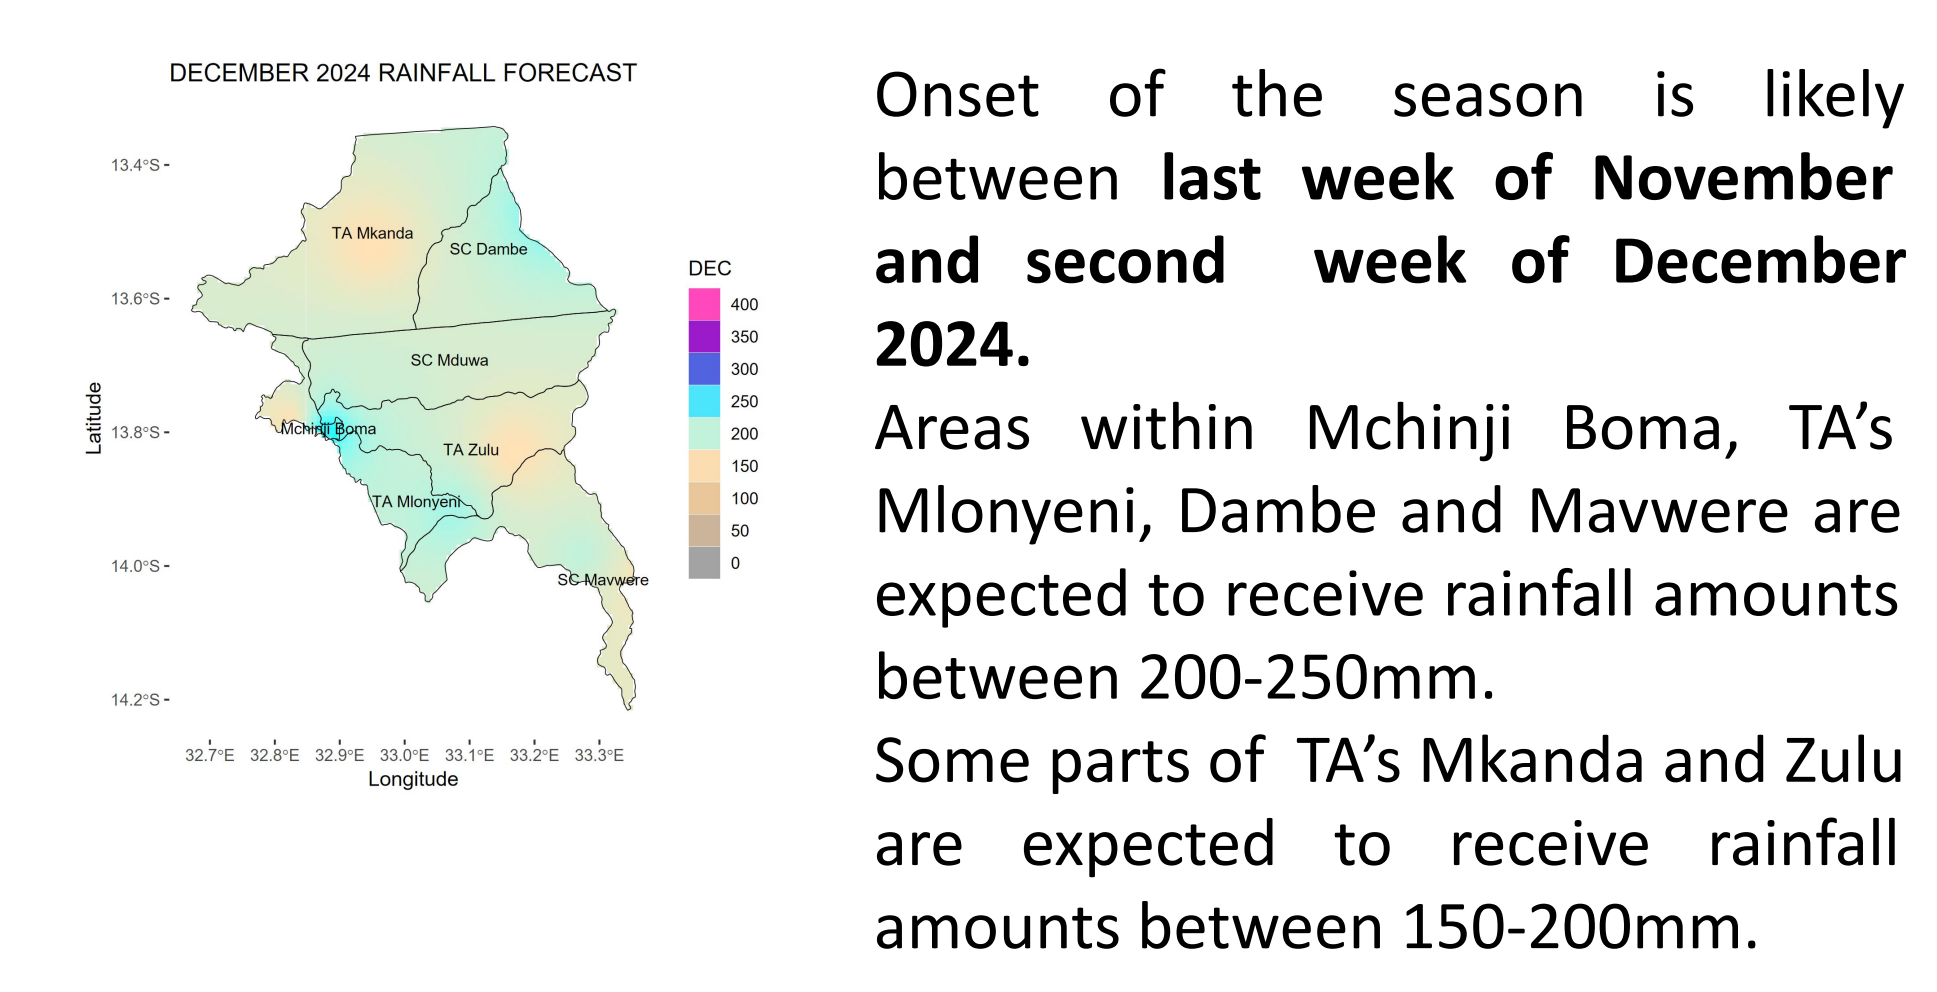 DECEMBER 2024 RAINFALL FORECAST
13.4°S
13.6°S
13.8°S
14.0°S
14.2°S
Latitude
32.7°E 32.8°E 32.9°E 33.0°E 33.1°E 33.2°E 33.3°E
Longitude
TA Mkanda
SC Dambe
SC Mduwa
Mchinji Boma
TA Zulu
TA Mlonyeni
SC Mavwere
DEC
400
350
300
250
200
150
100
50
0
Onset of the season is likely
between last week of November
and second week of December
2024.
Areas within Mchinji Boma, TA’s
Mlonyeni, Dambe and Mavwere are
expected to receive rainfall amounts
between 200-250mm.
Some parts of TA’s Mkanda and Zulu
are expected to receive rainfall
amounts between 150-200mm.